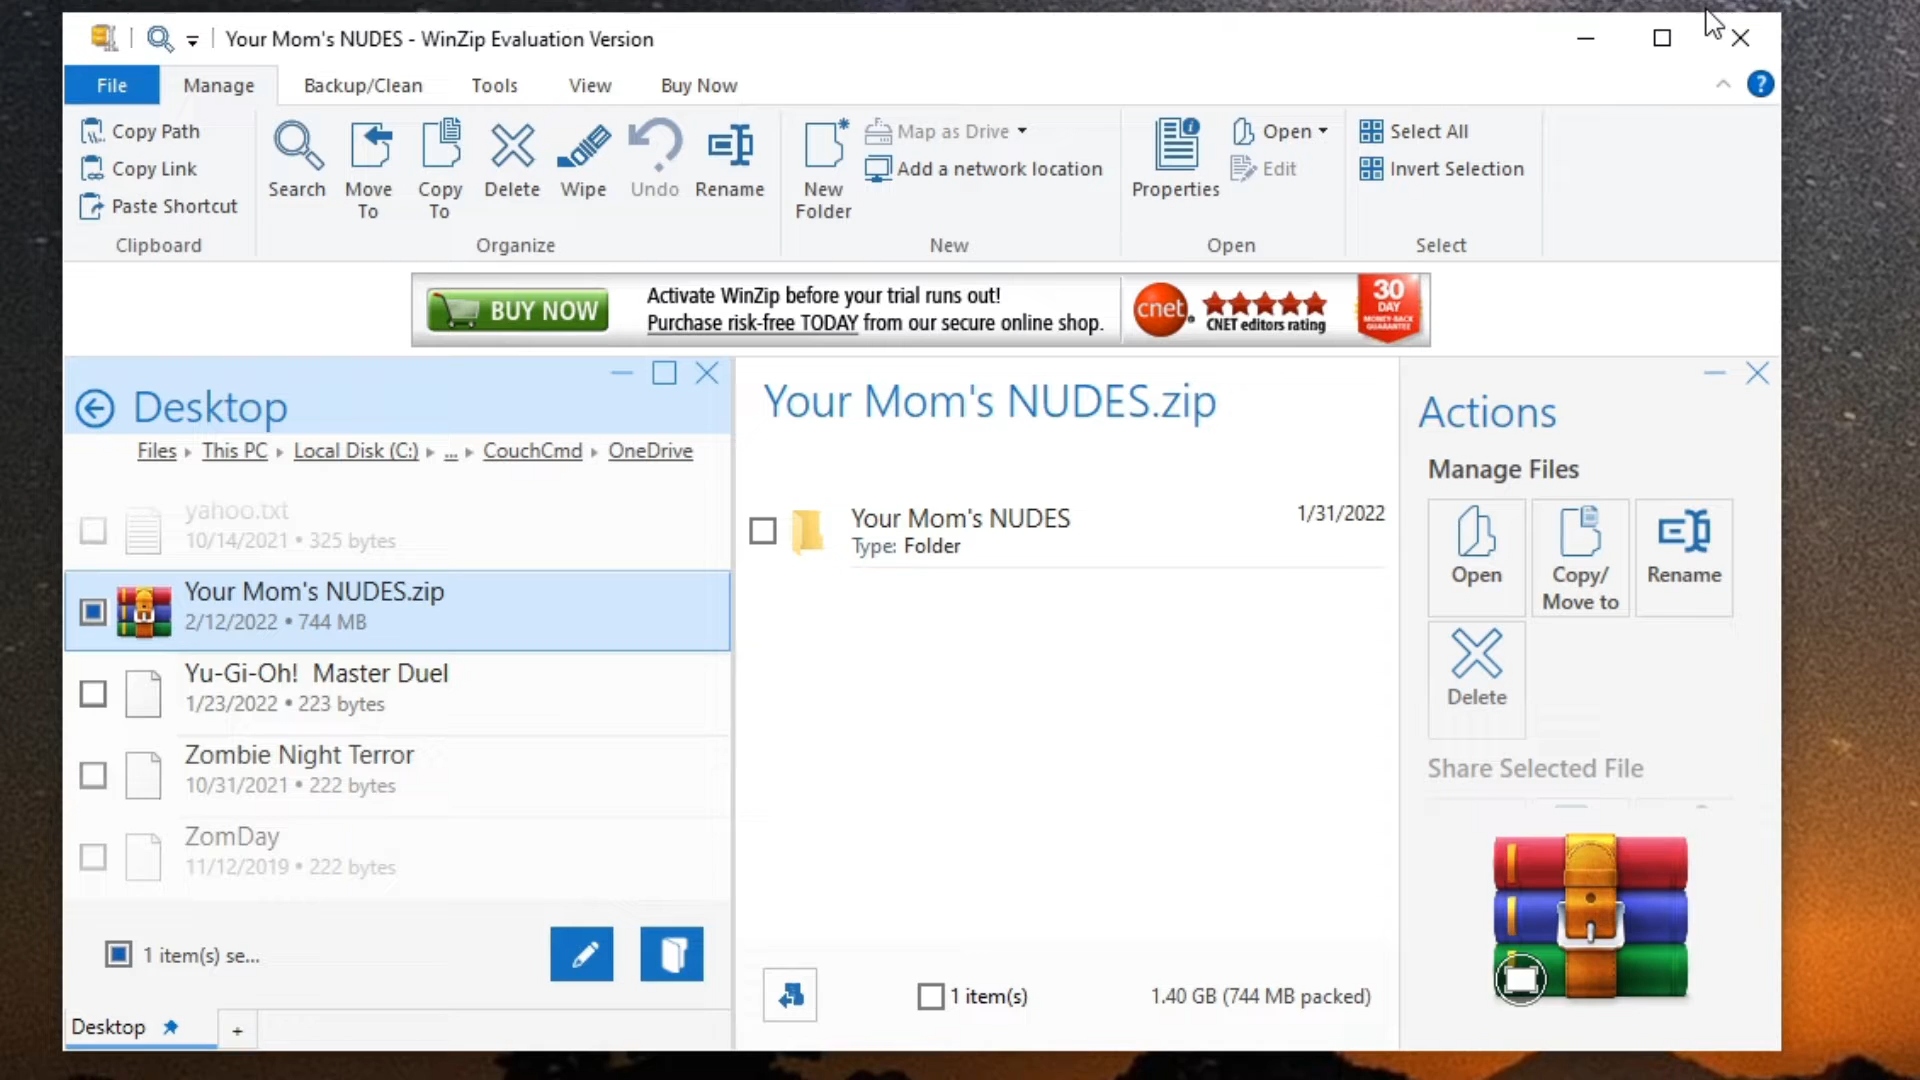 Your Mom's NUDES - WinZip Evaluation Version
File
Manage
Backup/Clean
Tools
View
Buy Now
?
Copy Path
Copy Link
Paste Shortcut
Clipboard
Search
Move
To
Copy
To
Delete
Wipe
Undo
Rename
Organize
New
Folder
Map as Drive
Add a network location
New
Properties
Open
Edit
Open
Select All
Invert Selection
Select
BUY NOW
Activate WinZip before your trial runs out!
Purchase risk-free TODAY from our secure online shop.
cnet
CNET editors rating
30
DAY
MONEY-BACK
GUARANTEE
Desktop
Files
This PC
Local Disk (C:)
...
CouchCmd
OneDrive
yahoo.txt
10/14/2021 • 325 bytes
Your Mom's NUDES.zip
2/12/2022 • 744 MB
Yu-Gi-Oh!  Master Duel
1/23/2022 • 223 bytes
Zombie Night Terror
10/31/2021 • 222 bytes
ZomDay
11/12/2019 • 222 bytes
1 item(s) se...
Desktop
+
Your Mom's NUDES.zip
Your Mom's NUDES
1/31/2022
Type: Folder
1 item(s)
1.40 GB (744 MB packed)
Actions
Manage Files
Open
Copy/
Move to
Rename
Delete
Share Selected File